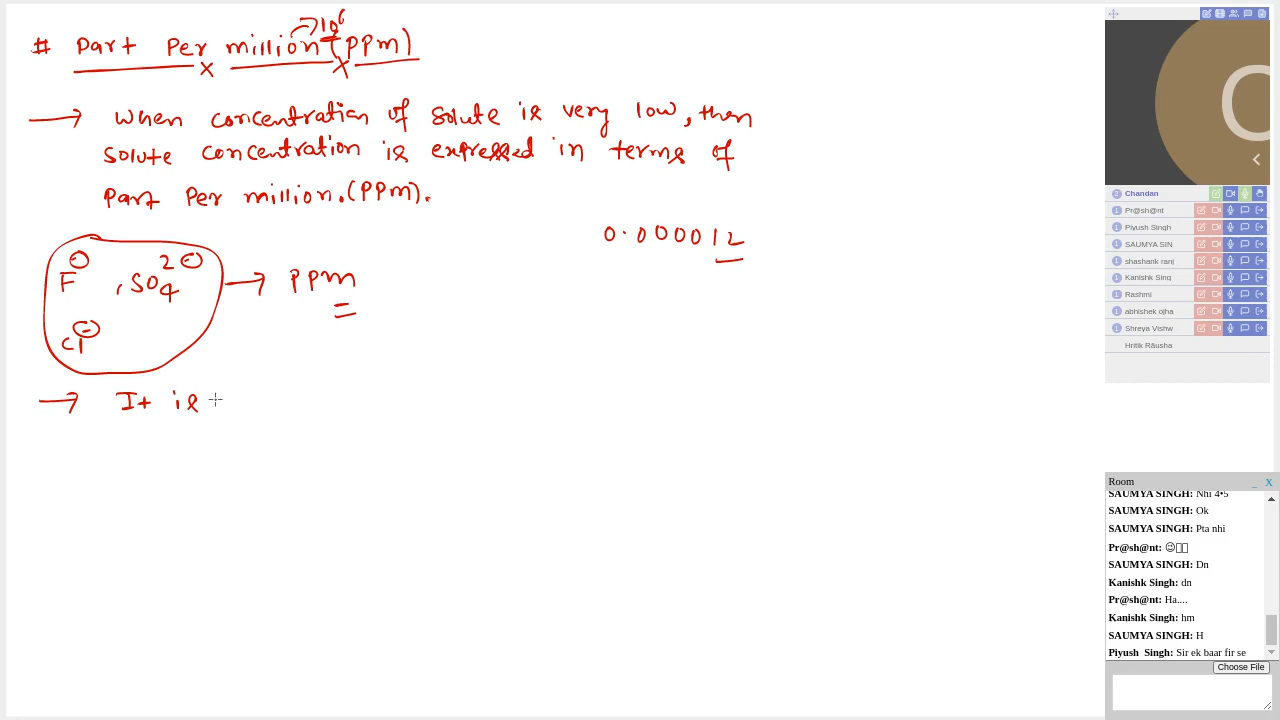 →10⁶
# Part Per million (PPm)
→ When concentration of solute is very low, then
solute concentration is expressed in terms of
Part Per million. (PPm).
0.000012
F⊖, SO₄²⊖ → PPm
Cl⊖
→ It is
C
Chandan
Pr@sh@nt
Piyush Singh
SAUMYA SIN
shashank ranj
Kanishk Sing
Rashmi
abhishek ojha
Shreya Vishw
Hritik Räusha
Room _ X
SAUMYA SINGH: Nhi 4•5
SAUMYA SINGH: Ok
SAUMYA SINGH: Pta nhi
Pr@sh@nt: ☺
SAUMYA SINGH: Dn
Kanishk Singh: dn
Pr@sh@nt: Ha....
Kanishk Singh: hm
SAUMYA SINGH: H
Piyush Singh: Sir ek baar fir se
Choose File